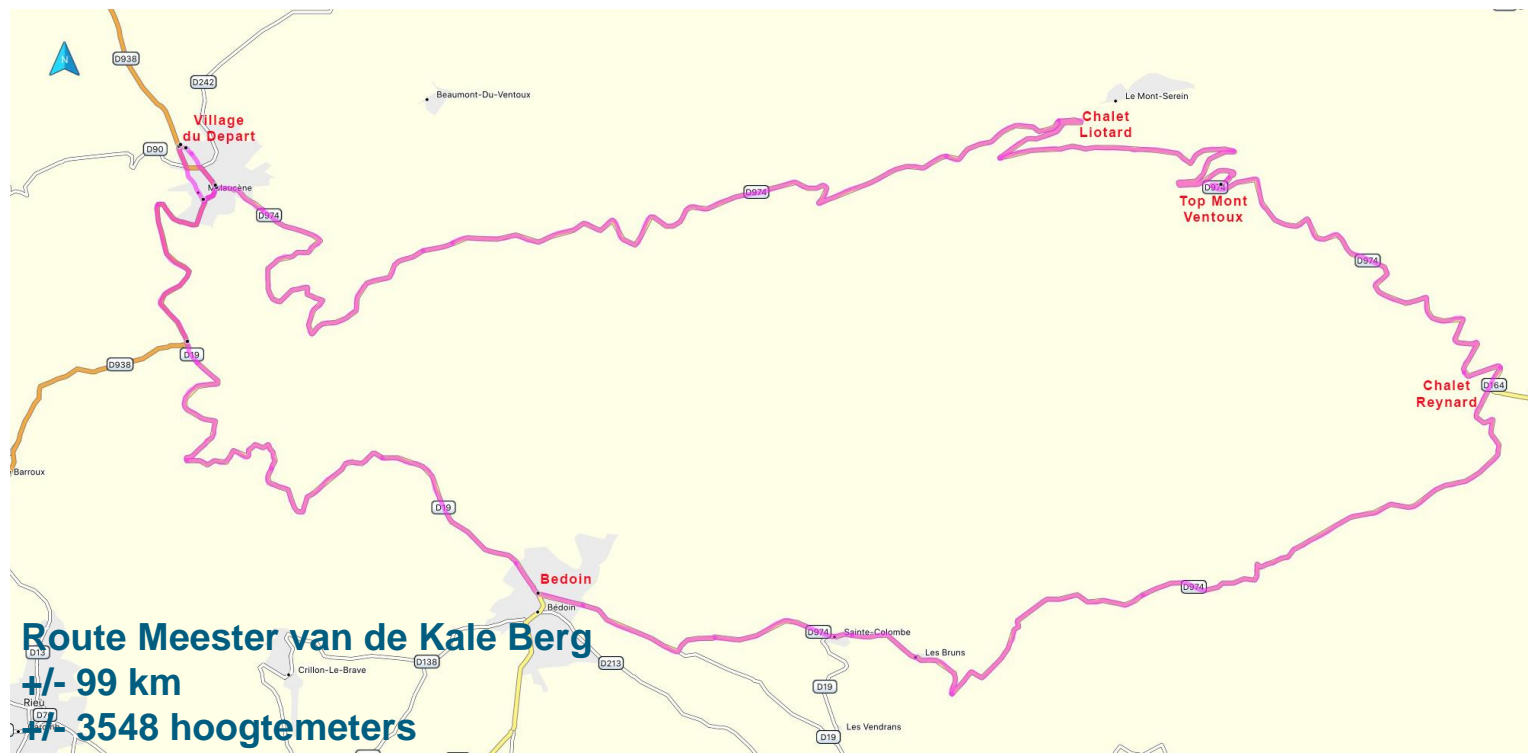 N
D938
D242
Beaumont-Du-Ventoux
Le Mont-Serein
Village
du Depart
Chalet
Liotard
D90
Malaucène
D974
D974
D974
Top Mont
Ventoux
D974
D19
D938
Chalet
Reynard
D164
Barroux
D19
Bedoin
Bédoin
D974
Sainte-Colombe
D974
Les Bruns
Route Meester van de Kale Berg
D13
Crillon-Le-Brave
D138
D213
D19
+/- 99 km
Rieu
Les Vendrans
D19
+/- 3548 hoogtemeters